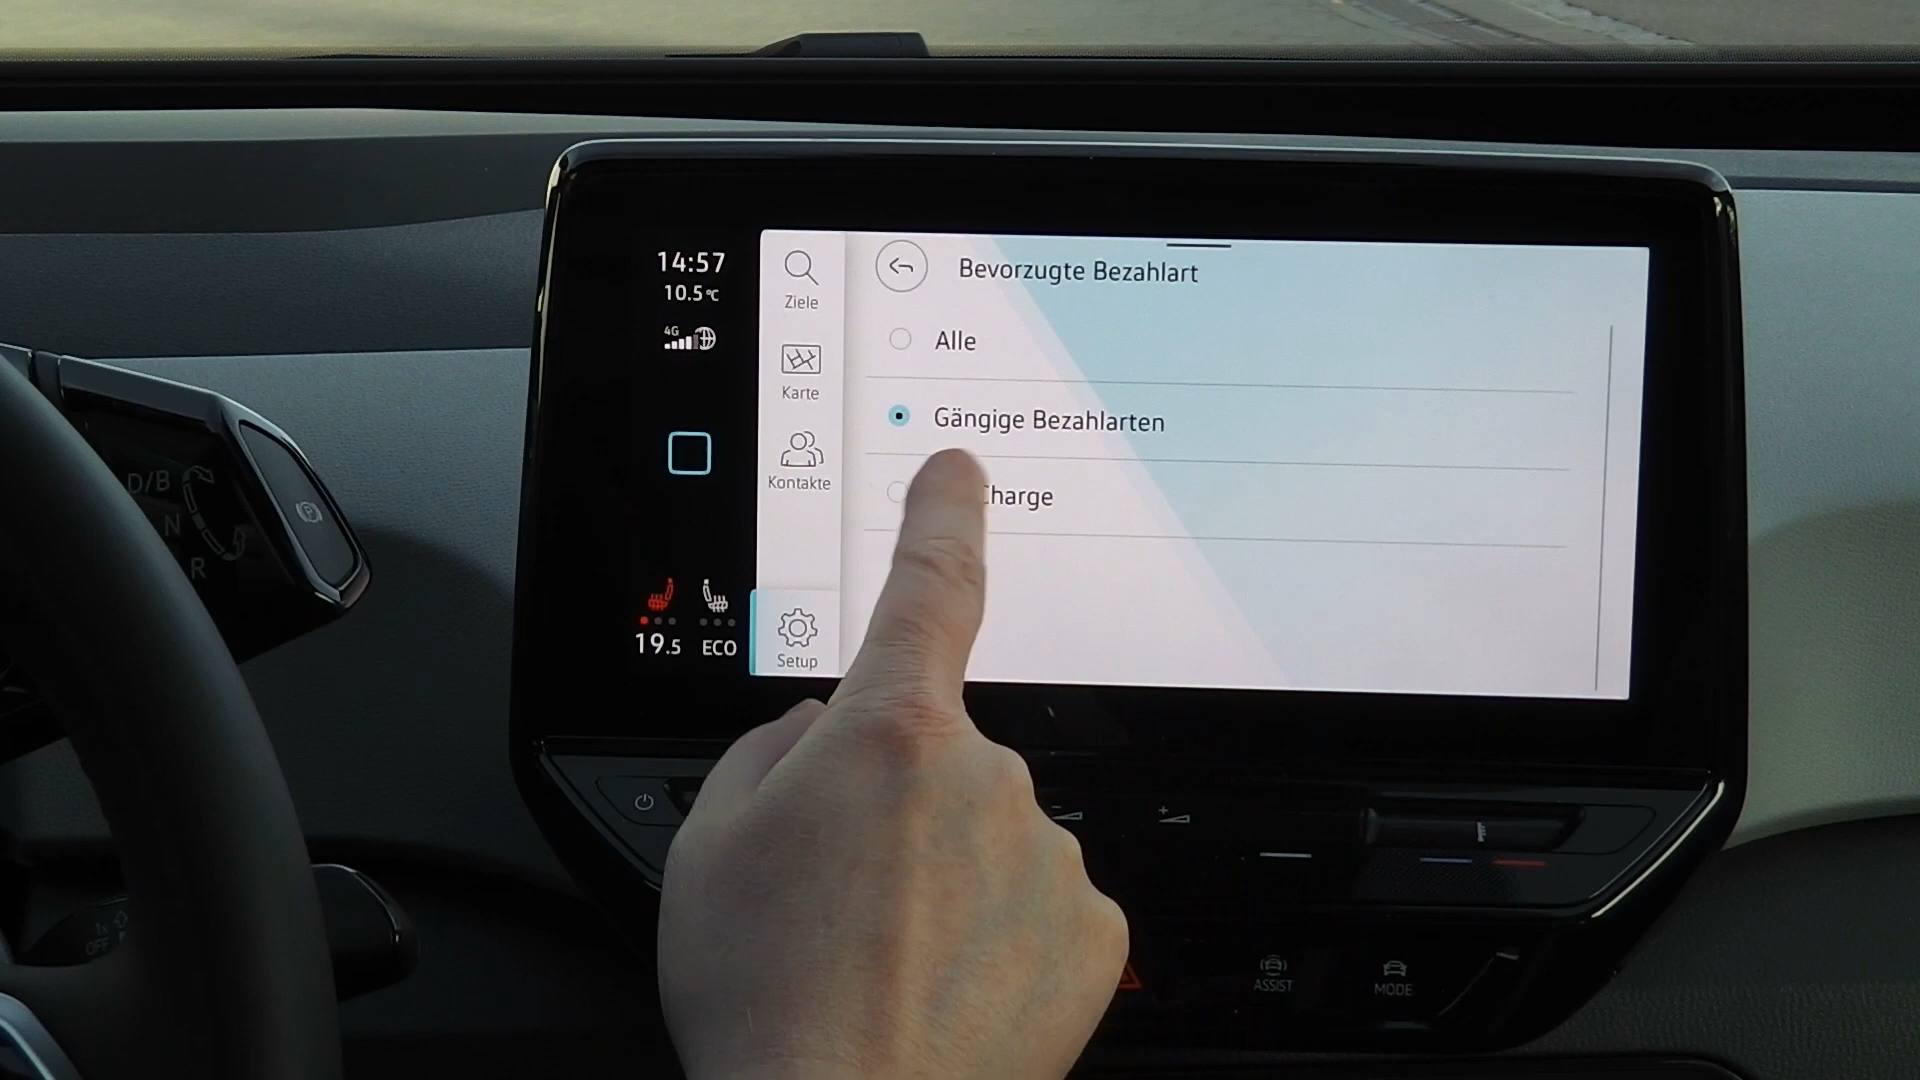 14:57
10.5°C
4G
Ziele
Karte
Kontakte
Setup
Bevorzugte Bezahlart
Alle
Gängige Bezahlarten
Charge
19.5
ECO
D/B
N
R
P
1x
OFF
ASSIST
MODE